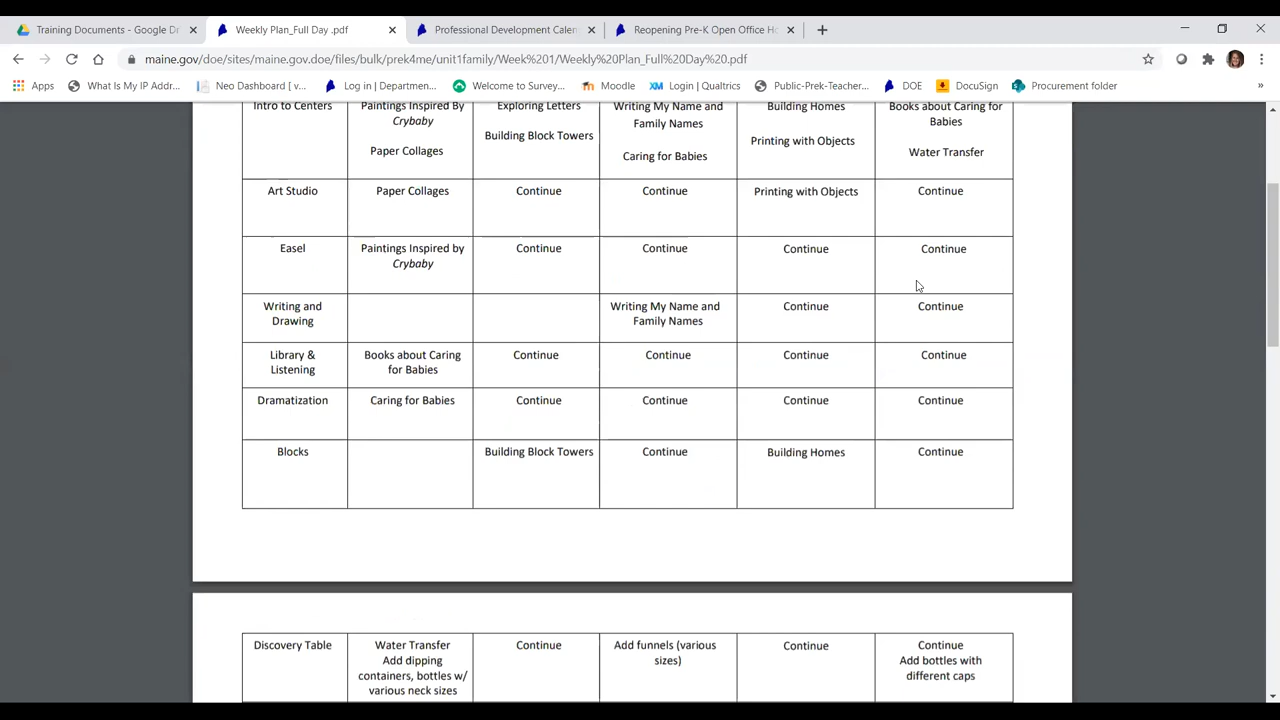 Training Documents - Google Dr
Weekly Plan_Full Day .pdf
Professional Development Calen
Reopening Pre-K Open Office Ho
maine.gov/doe/sites/maine.gov.doe/files/bulk/prek4me/unit1family/Week%201/Weekly%20Plan_Full%20Day%20.pdf
Apps
What Is My IP Addr...
Neo Dashboard [ v...
Log in | Departmen...
Welcome to Survey...
Moodle
XM Login | Qualtrics
Public-Prek-Teacher...
DOE
DocuSign
Procurement folder
»
Intro to Centers
Paintings Inspired By
Crybaby
Paper Collages
Exploring Letters
Building Block Towers
Writing My Name and
Family Names
Caring for Babies
Building Homes
Printing with Objects
Books about Caring for
Babies
Water Transfer
Art Studio
Paper Collages
Continue
Continue
Printing with Objects
Continue
Easel
Paintings Inspired by
Crybaby
Continue
Continue
Continue
Continue
Writing and
Drawing
Writing My Name and
Family Names
Continue
Continue
Library &
Listening
Books about Caring
for Babies
Continue
Continue
Continue
Continue
Dramatization
Caring for Babies
Continue
Continue
Continue
Continue
Blocks
Building Block Towers
Continue
Building Homes
Continue
Discovery Table
Water Transfer
Add dipping
containers, bottles w/
various neck sizes
Continue
Add funnels (various
sizes)
Continue
Continue
Add bottles with
different caps